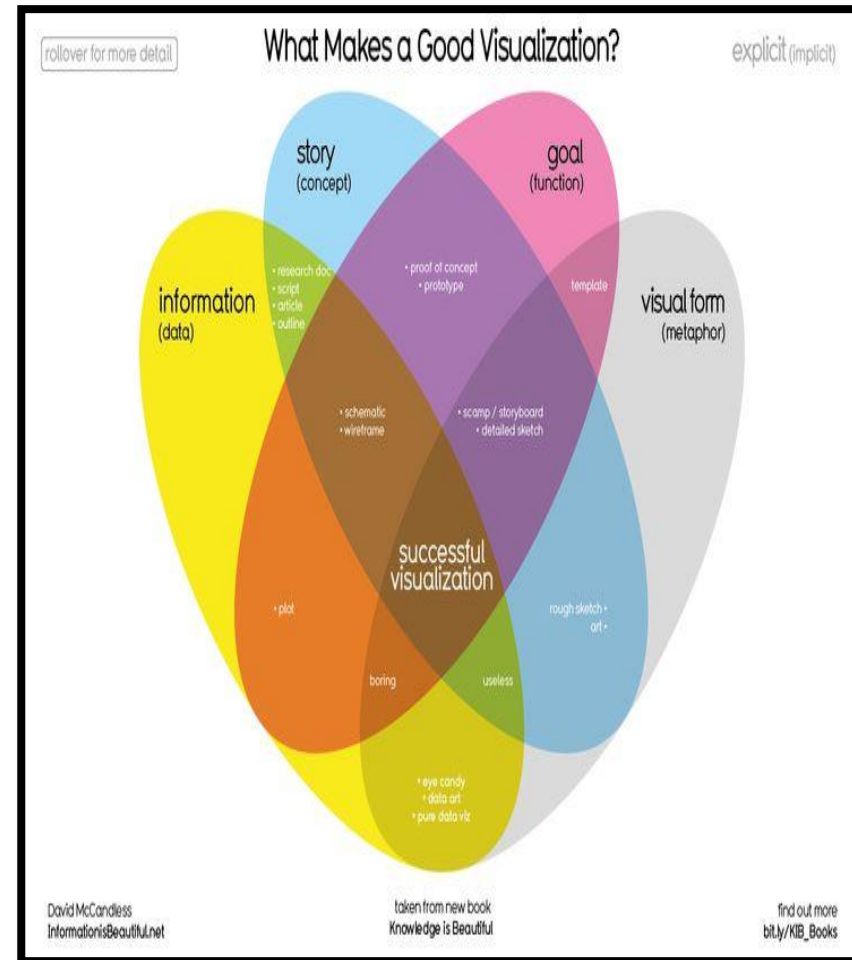 rollover for more detail
What Makes a Good Visualization?
explicit (implicit)
story
(concept)
goal
(function)
information
(data)
visual form
(metaphor)
• research doc
• script
• article
• outline
• proof of concept
• prototype
template
• schematic
• wireframe
• scamp / storyboard
• detailed sketch
successful
visualization
• plot
rough sketch •
art •
boring
useless
• eye candy
• data art
• pure data viz
David McCandless
InformationisBeautiful.net
taken from new book
Knowledge is Beautiful
find out more
bit.ly/KIB_Books